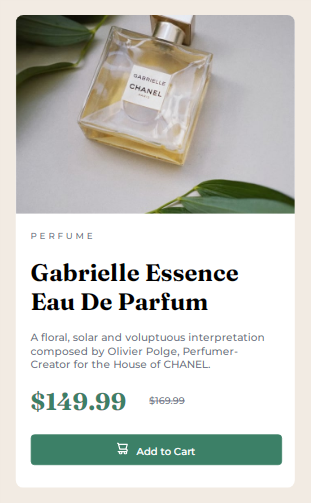 GABRIELLE
CHANEL
PARIS
PERFUME
Gabrielle Essence
Eau De Parfum
A floral, solar and voluptuous interpretation
composed by Olivier Polge, Perfumer-
Creator for the House of CHANEL.
$149.99 $169.99
Add to Cart